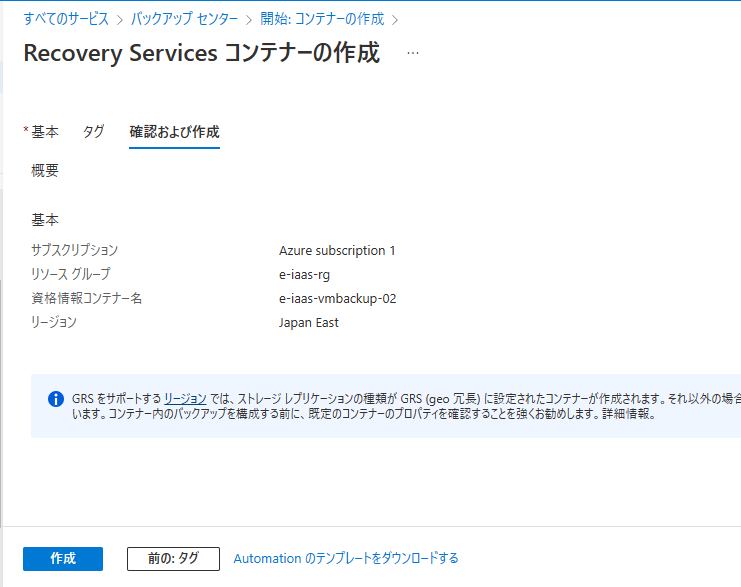 すべてのサービス > バックアップ センター > 開始: コンテナーの作成 >
Recovery Services コンテナーの作成 …
* 基本 タグ 確認および作成
概要
基本
サブスクリプション Azure subscription 1
リソース グループ e-iaas-rg
資格情報コンテナー名 e-iaas-vmbackup-02
リージョン Japan East
GRS をサポートする リージョン では、ストレージ レプリケーションの種類が GRS (geo 冗長) に設定されたコンテナーが作成されます。それ以外の場合
います。コンテナー内のバックアップを構成する前に、既定のコンテナーのプロパティを確認することを強くお勧めします。詳細情報。
作成 前の: タグ Automation のテンプレートをダウンロードする